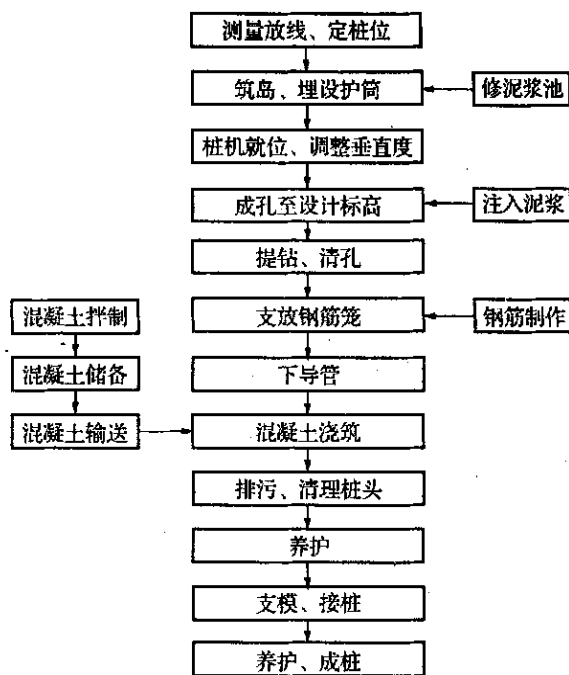 测量放线、定桩位
筑岛、埋设护筒
修泥浆池
桩机就位、调整垂直度
成孔至设计标高
注入泥浆
提钻、清孔
混凝土拌制
支放钢筋笼
钢筋制作
混凝土储备
下导管
混凝土输送
混凝土浇筑
排污、清理桩头
养护
支模、接桩
养护、成桩